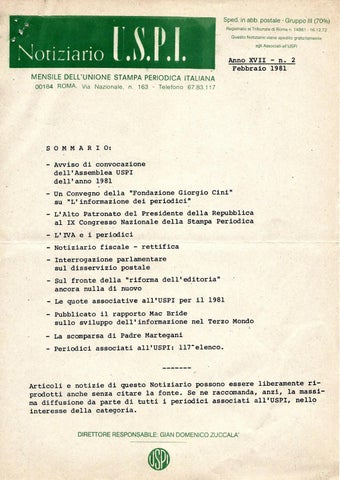 Notiziario U.S.P.I.
MENSILE DELL'UNIONE STAMPA PERIODICA ITALIANA
00184 ROMA, Via Nazionale, n. 163 - Telefono 67.83.117
Sped. in abb. postale - Gruppo III (70%)
Registrato al Tribunale di Roma n. 14861 - 16.12.72
Questo Notiziario viene spedito gratuitamente
agli Associati all'USPI
Anno XVII - n. 2
Febbraio 1981
SOMMARIO:
- Avviso di convocazione
dell'Assemblea USPI
dell'anno 1981
- Un Convegno della "Fondazione Giorgio Cini"
su "L'informazione dei periodici"
- L'Alto Patronato del Presidente della Repubblica
al IX Congresso Nazionale della Stampa Periodica
- L'IVA e i periodici
- Notiziario fiscale - rettifica
- Interrogazione parlamentare
sul disservizio postale
- Sul fronte della "riforma dell'editoria"
ancora nulla di nuovo
- Le quote associative all'USPI per il 1981
- Pubblicato il rapporto Mac Bride
sullo sviluppo dell'informazione nel Terzo Mondo
- La scomparsa di Padre Martegani
- Periodici associati all'USPI: 117° elenco.
-------
Articoli e notizie di questo Notiziario possono essere liberamente ri-
prodotti anche senza citare la fonte. Se ne raccomanda, anzi, la massi-
ma diffusione da parte di tutti i periodici associati all'USPI, nello
interesse della categoria.
DIRETTORE RESPONSABILE: GIAN DOMENICO ZUCCALA'
USPI